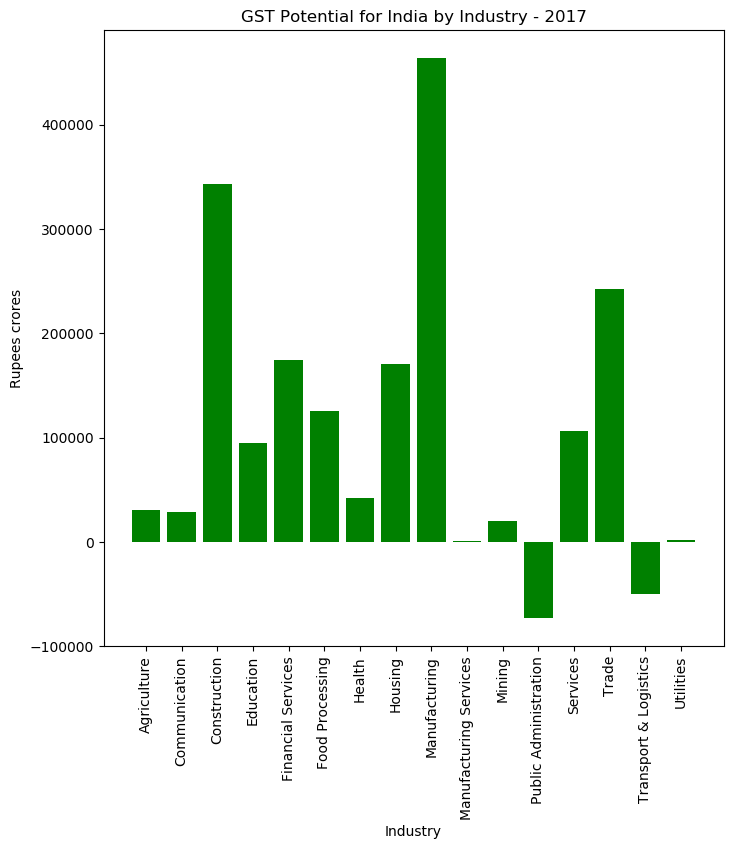 GST Potential for India by Industry - 2017
Rupees crores
400000
300000
200000
100000
0
−100000
Agriculture
Communication
Construction
Education
Financial Services
Food Processing
Health
Housing
Manufacturing
Manufacturing Services
Mining
Public Administration
Services
Trade
Transport & Logistics
Utilities
Industry